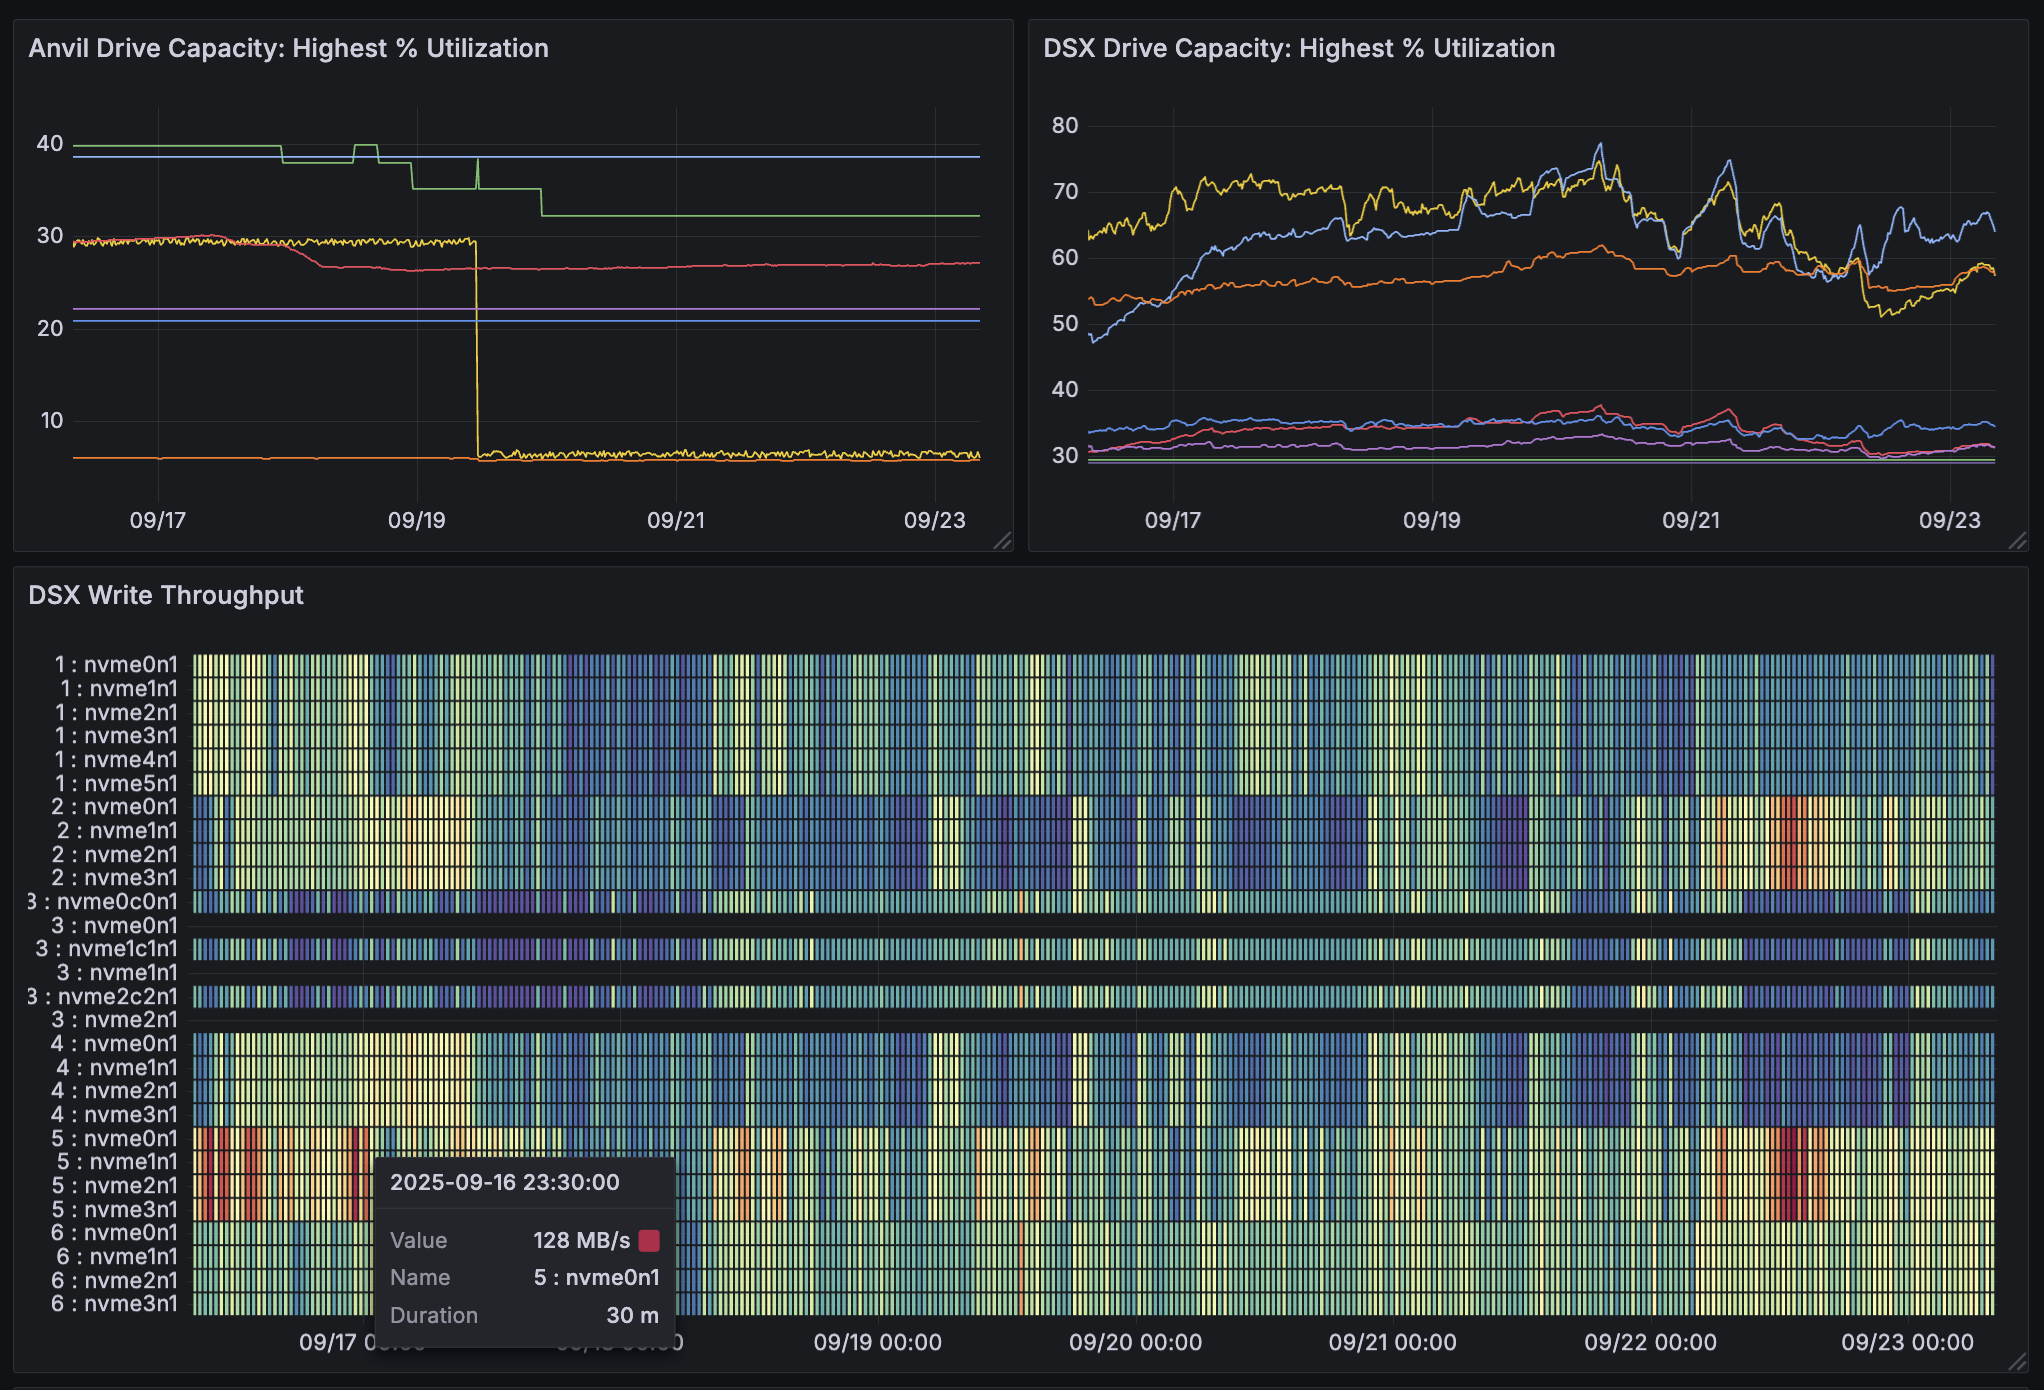 Anvil Drive Capacity: Highest % Utilization
40
30
20
10
09/17 09/19 09/21 09/23
DSX Drive Capacity: Highest % Utilization
80
70
60
50
40
30
09/17 09/19 09/21 09/23
DSX Write Throughput
1 : nvme0n1
1 : nvme1n1
1 : nvme2n1
1 : nvme3n1
1 : nvme4n1
1 : nvme5n1
2 : nvme0n1
2 : nvme1n1
2 : nvme2n1
2 : nvme3n1
3 : nvme0c0n1
3 : nvme0n1
3 : nvme1c1n1
3 : nvme1n1
3 : nvme2c2n1
3 : nvme2n1
4 : nvme0n1
4 : nvme1n1
4 : nvme2n1
4 : nvme3n1
5 : nvme0n1
5 : nvme1n1
5 : nvme2n1
5 : nvme3n1
6 : nvme0n1
6 : nvme1n1
6 : nvme2n1
6 : nvme3n1
2025-09-16 23:30:00
Value 128 MB/s
Name 5 : nvme0n1
Duration 30 m
09/17 09/19 00:00 09/20 00:00 09/21 00:00 09/22 00:00 09/23 00:00